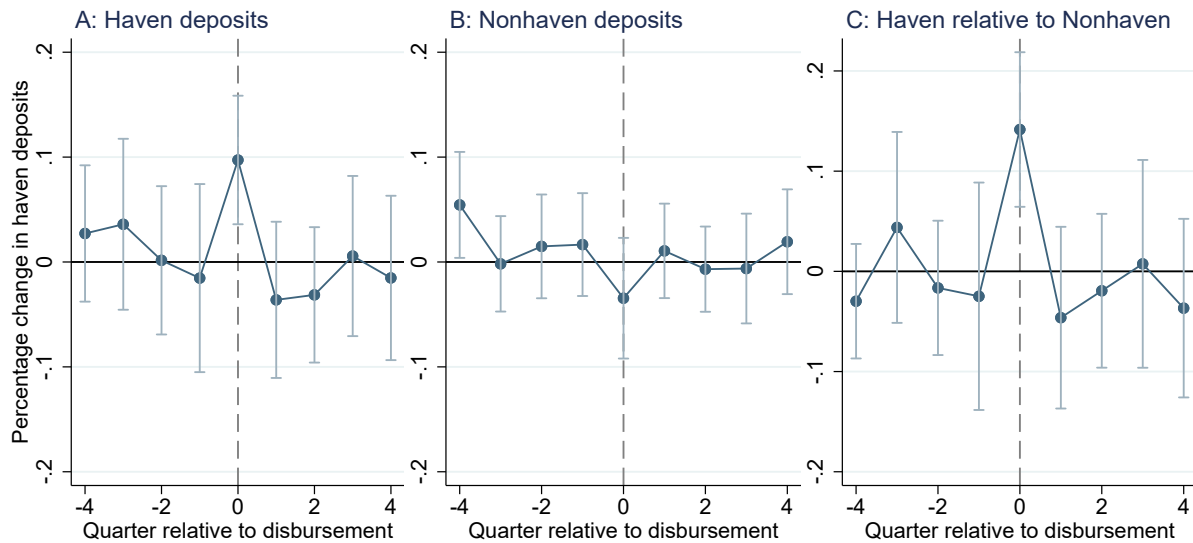 A: Haven deposits
B: Nonhaven deposits
C: Haven relative to Nonhaven
Percentage change in haven deposits
.2
.1
0
-.1
-.2
-4 -2 0 2 4
Quarter relative to disbursement
.2
.1
0
-.1
-.2
-4 -2 0 2 4
Quarter relative to disbursement
.2
.1
0
-.1
-.2
-4 -2 0 2 4
Quarter relative to disbursement